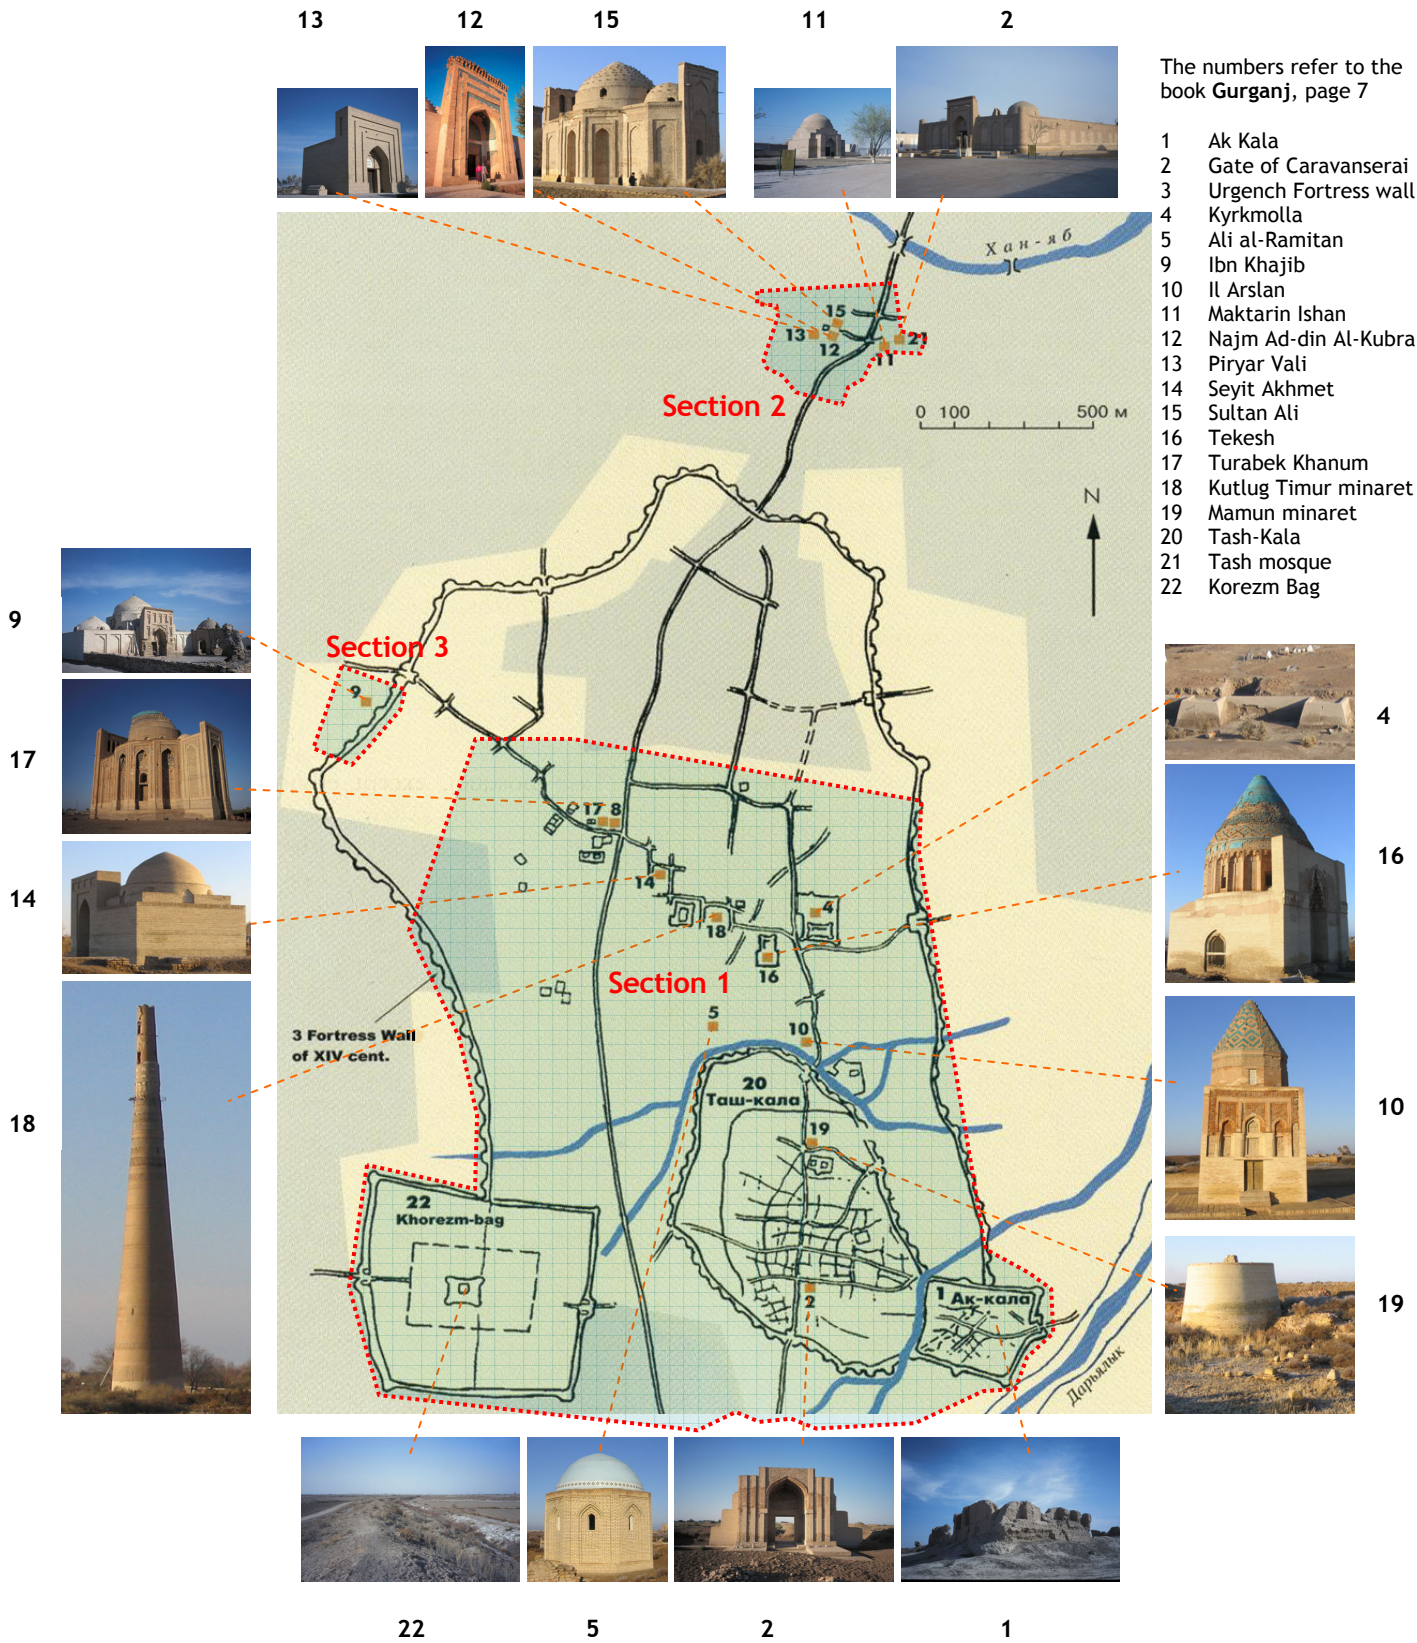 13
12
15
11
2
The numbers refer to the
book Gurganj, page 7
1 Ak Kala
2 Gate of Caravanserai
3 Urgench Fortress wall
4 Kyrkmolla
5 Ali al-Ramitan
9 Ibn Khajib
10 Il Arslan
11 Maktarin Ishan
12 Najm Ad-din Al-Kubra
13 Piryar Vali
14 Seyit Akhmet
15 Sultan Ali
16 Tekesh
17 Turabek Khanum
18 Kutlug Timur minaret
19 Mamun minaret
20 Tash-Kala
21 Tash mosque
22 Korezm Bag
Хан-яб
15
13
12
11
21
Section 2
0 100 500 м
N
9
17
14
18
Section 3
9
17 8
14
18
4
16
Section 1
5
10
3 Fortress Wall
of XIV cent.
20
Таш-кала
19
22
Khorezm-bag
2
1 Ак-кала
Дарьялык
4
16
10
19
22
5
2
1